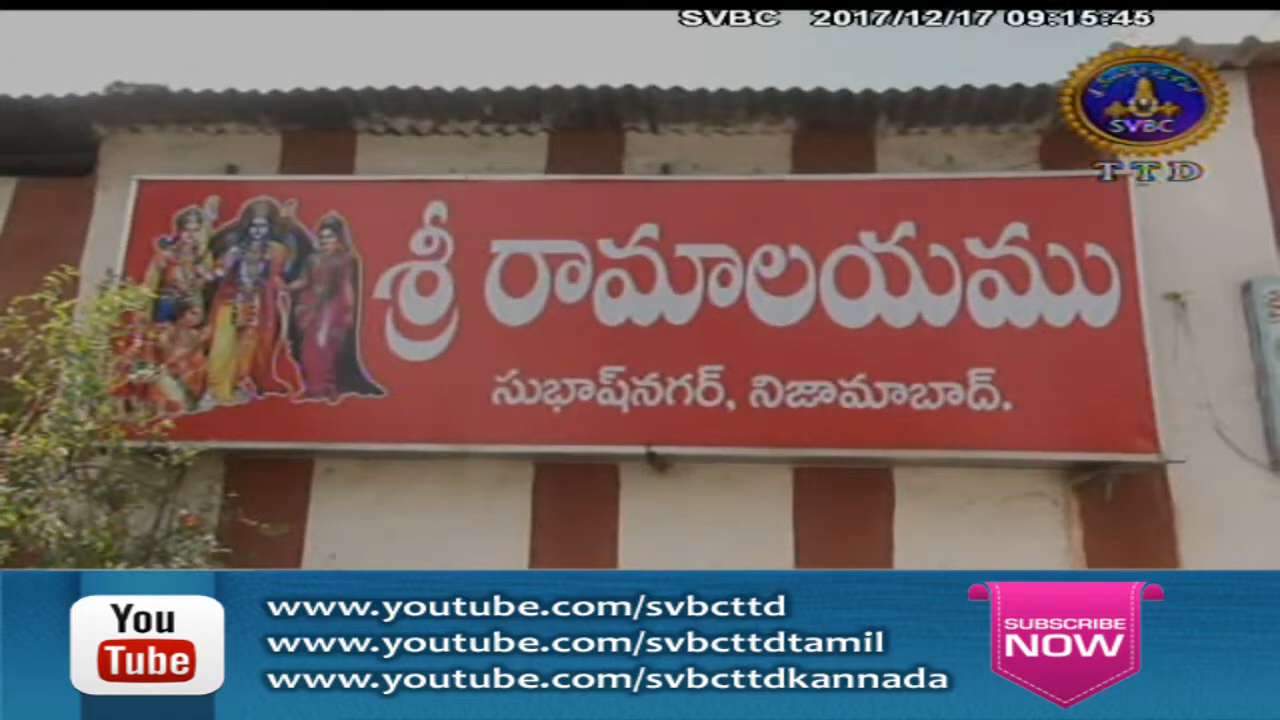 SVBC 2017/12/17 09:15:45
SVBC
TTD
శ్రీ రామాలయము
సుభాష్‌నగర్, నిజామాబాద్.
You
Tube
www.youtube.com/svbcttd
www.youtube.com/svbcttdtamil
www.youtube.com/svbcttdkannada
SUBSCRIBE
NOW